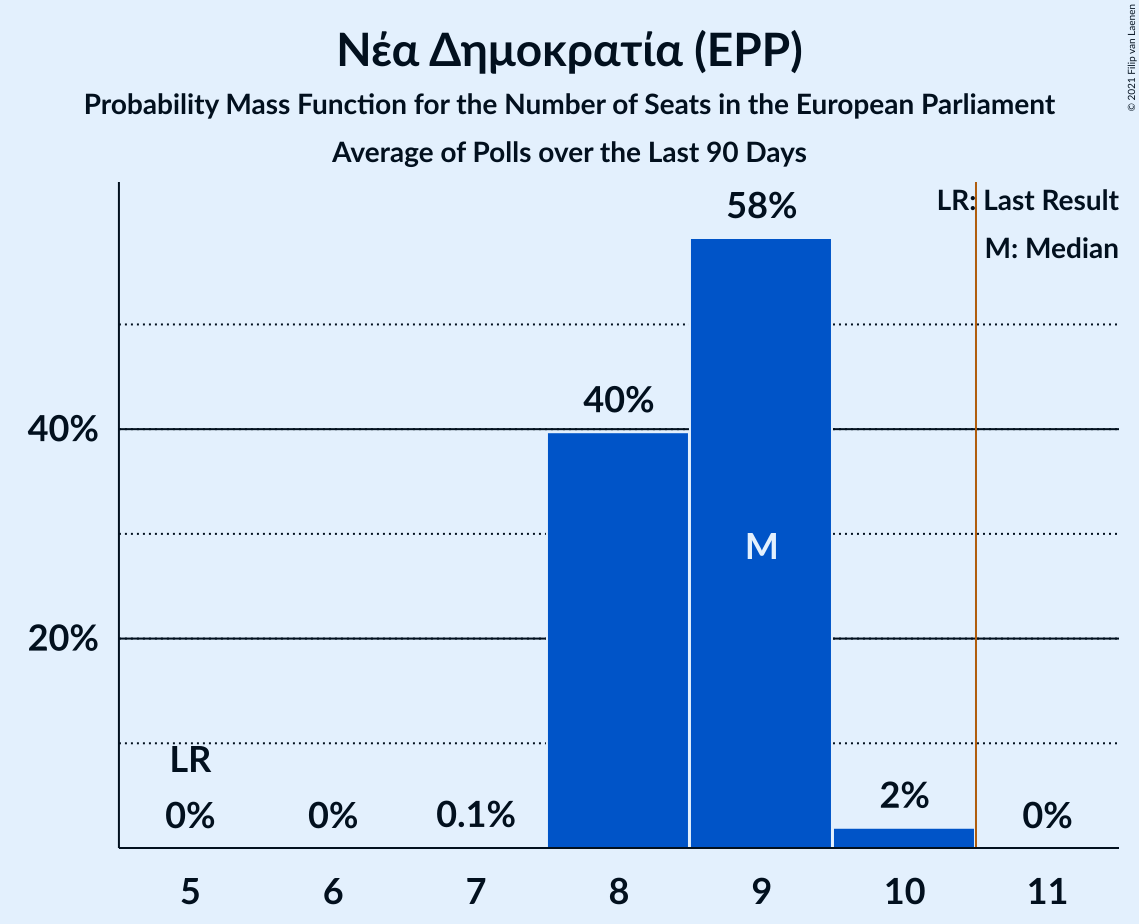 Νέα Δημοκρατία (EPP)
Probability Mass Function for the Number of Seats in the European Parliament
Average of Polls over the Last 90 Days
© 2021 Filip van Laenen
LR: Last Result
M: Median
58%
40%
40%
M
20%
LR
0%
0%
0.1%
2%
0%
5
6
7
8
9
10
11